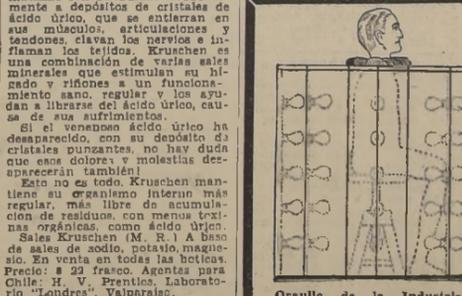 mente a depósitos de cristales de
ácido úrico, que se entierran en
sus músculos, articulaciones y
tendones, clavan los nervios e in-
flaman los tejidos. Kruschen es
una combinación de varias sales
minerales que estimulan su hí-
gado y riñones a un funciona-
miento sano, regular y los ayu-
dan a librarse del ácido úrico, cau-
sa de sus sufrimientos.
Si el venenoso ácido úrico ha
desaparecido, con su depósito de
cristales punzantes, no hay duda
que esos dolores y molestias des-
aparecerán también!
Esto no es todo. Kruschen man-
tiene su organismo interno más
regular, más libre de acumula-
ción de residuos, con menos toxi-
nas orgánicas, como ácido úrico.
Sales Kruschen (M. R.) A base
de sales de sodio, potasio, magne-
sio. En venta en todas las boticas.
Precio: $ 22 frasco. Agentes para
Chile: H. V. Prentice. Laborato-
rio "Londres". Valparaíso.
Orgullo de la Industria